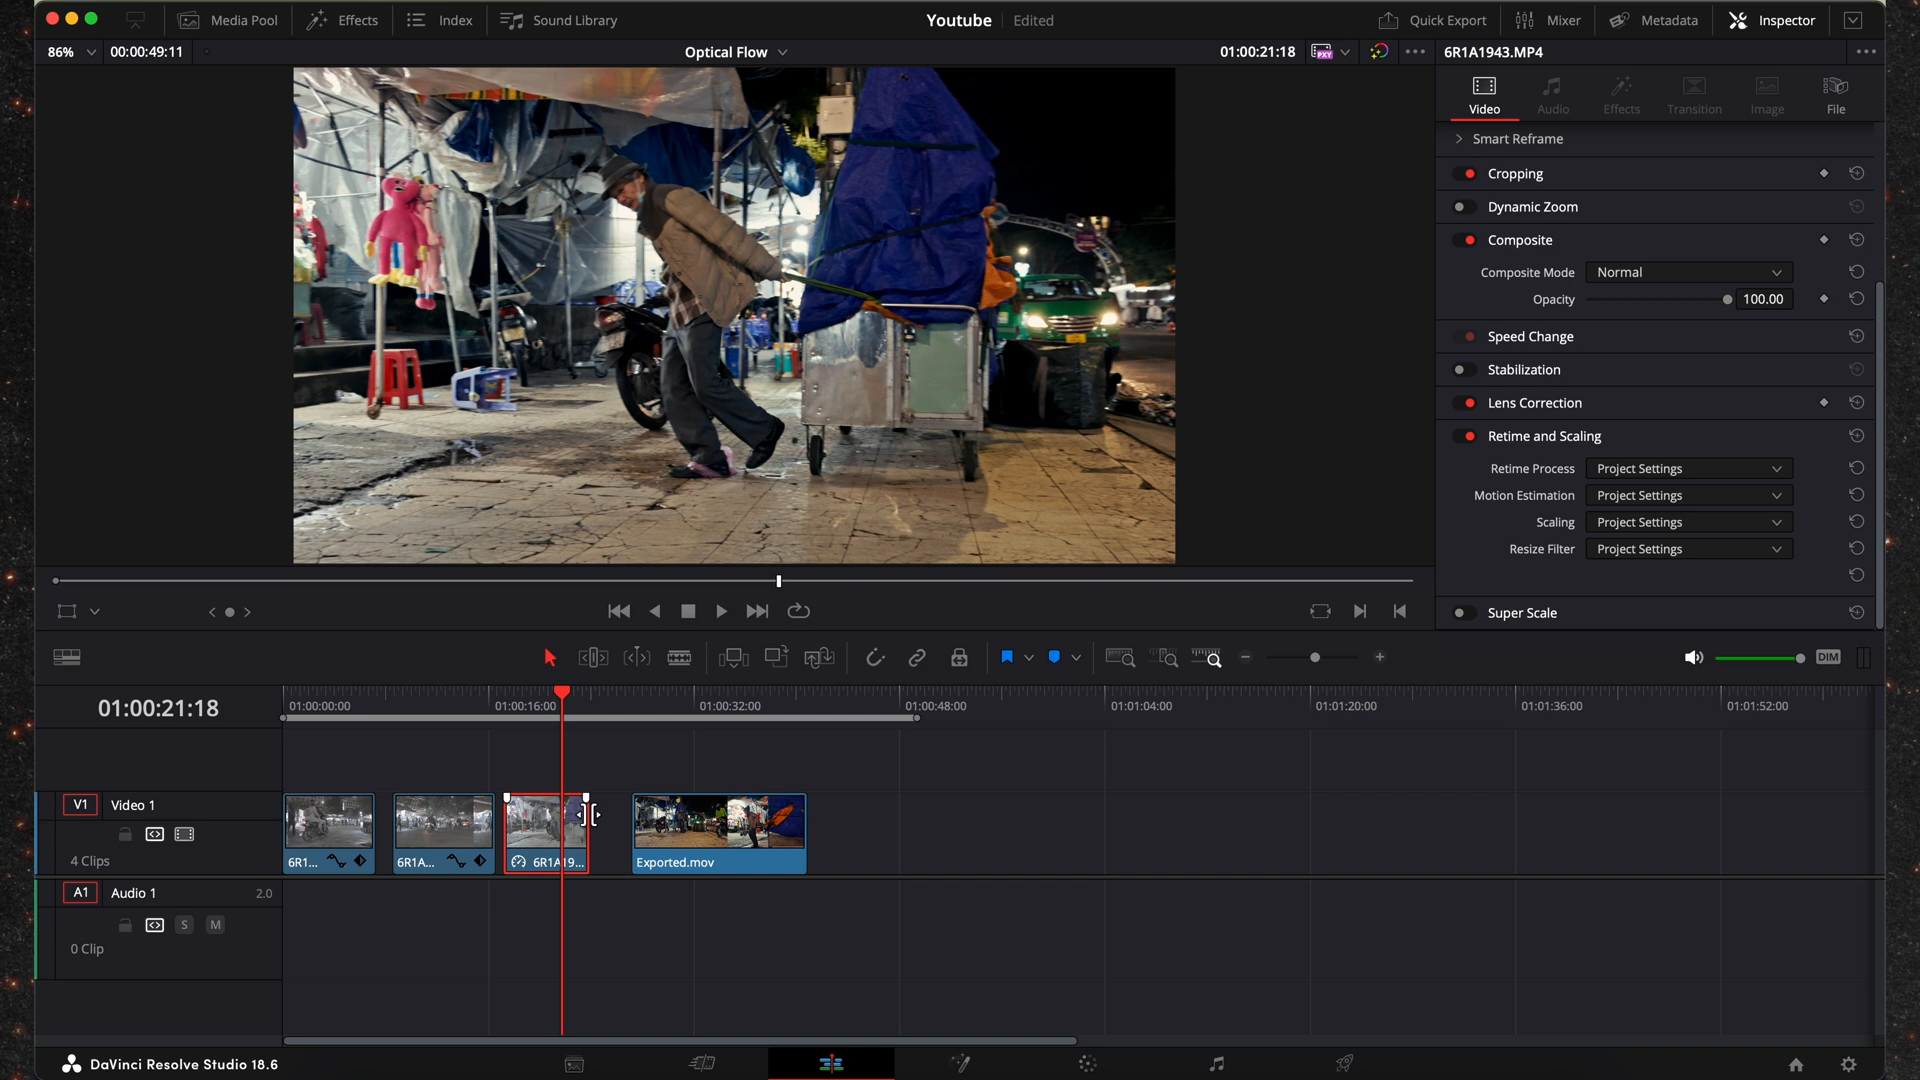 Media Pool
Effects
Index
Sound Library
Youtube
Edited
Quick Export
Mixer
Metadata
Inspector
86%
00:00:49:11
Optical Flow
01:00:21:18
PXY
6R1A1943.MP4
Video
Audio
Effects
Transition
Image
File
Smart Reframe
Cropping
Dynamic Zoom
Composite
Composite Mode
Normal
Opacity
100.00
Speed Change
Stabilization
Lens Correction
Retime and Scaling
Retime Process
Project Settings
Motion Estimation
Project Settings
Scaling
Project Settings
Resize Filter
Project Settings
Super Scale
DIM
01:00:21:18
01:00:00:00
01:00:16:00
01:00:32:00
01:00:48:00
01:01:04:00
01:01:20:00
01:01:36:00
01:01:52:00
V1
Video 1
4 Clips
6R1...
6R1A...
6R1A19...
Exported.mov
A1
Audio 1
2.0
S
M
0 Clip
DaVinci Resolve Studio 18.6